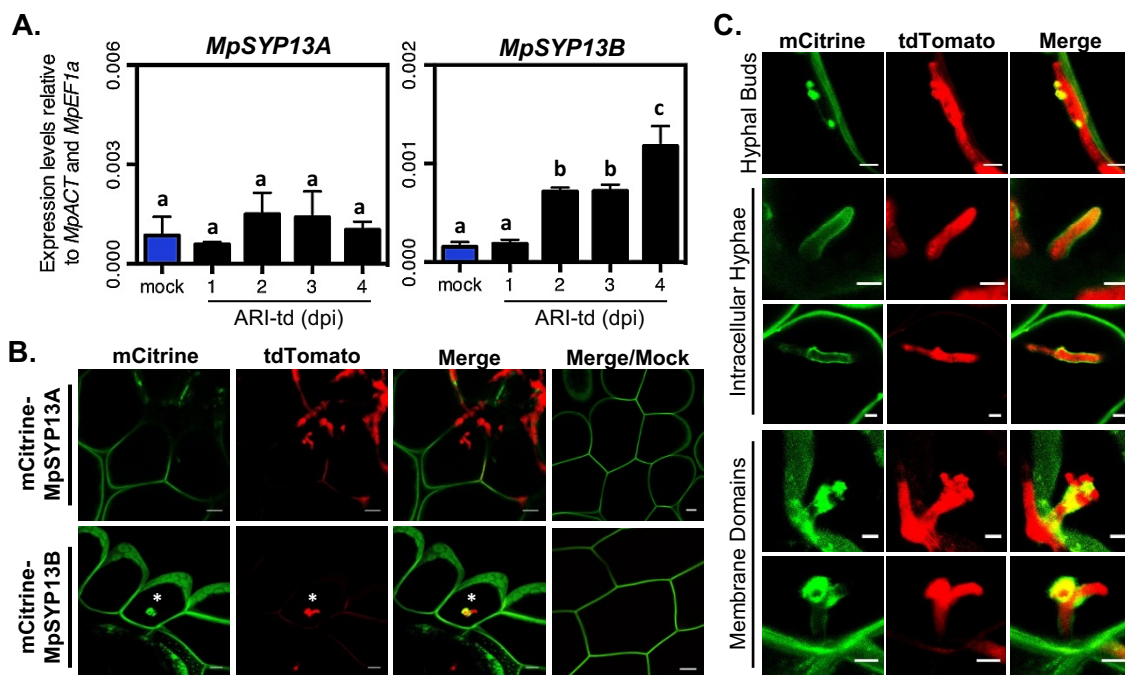 A.
MpSYP13A
MpSYP13B
Expression levels relative
to MpACT and MpEF1a
0.006
0.003
0.000
a
a
a
a
a
mock
1
2
3
4
ARI-td (dpi)
0.002
0.001
0.000
a
a
b
b
c
mock
1
2
3
4
ARI-td (dpi)
B.
mCitrine
tdTomato
Merge
Merge/Mock
mCitrine-
MpSYP13A
mCitrine-
MpSYP13B
*
*
*
C.
mCitrine
tdTomato
Merge
Hyphal Buds
Intracellular Hyphae
Membrane Domains